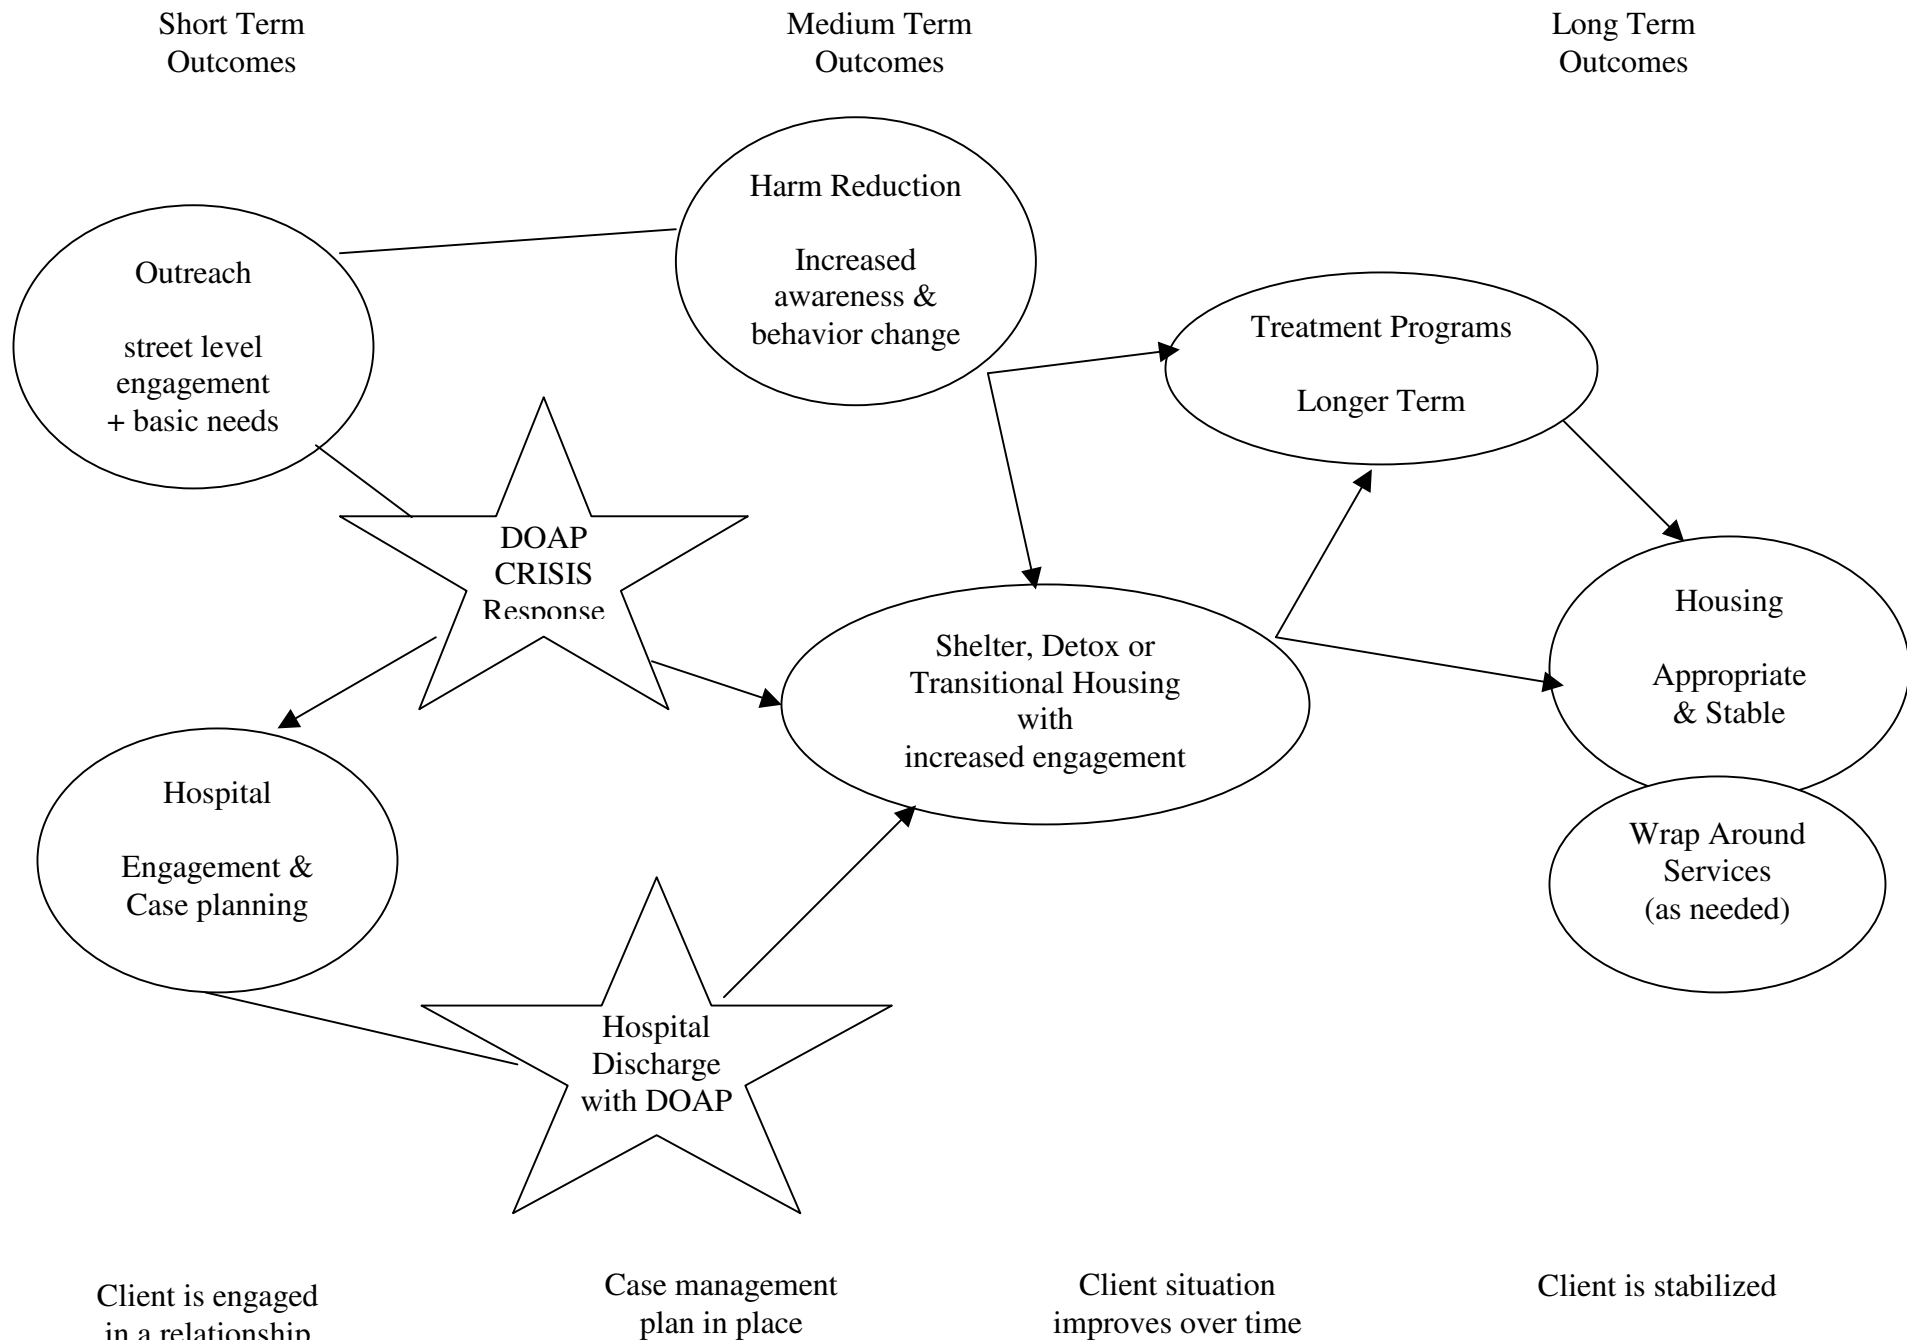 Short Term
Outcomes
Medium Term
Outcomes
Long Term
Outcomes
Harm Reduction
Increased
awareness &
behavior change
Outreach
street level
engagement
+ basic needs
Treatment Programs
Longer Term
DOAP
CRISIS
Response
Housing
Appropriate
& Stable
Shelter, Detox or
Transitional Housing
with
increased engagement
Hospital
Engagement &
Case planning
Wrap Around
Services
(as needed)
Hospital
Discharge
with DOAP
Client is engaged
in a relationship
Case management
plan in place
Client situation
improves over time
Client is stabilized